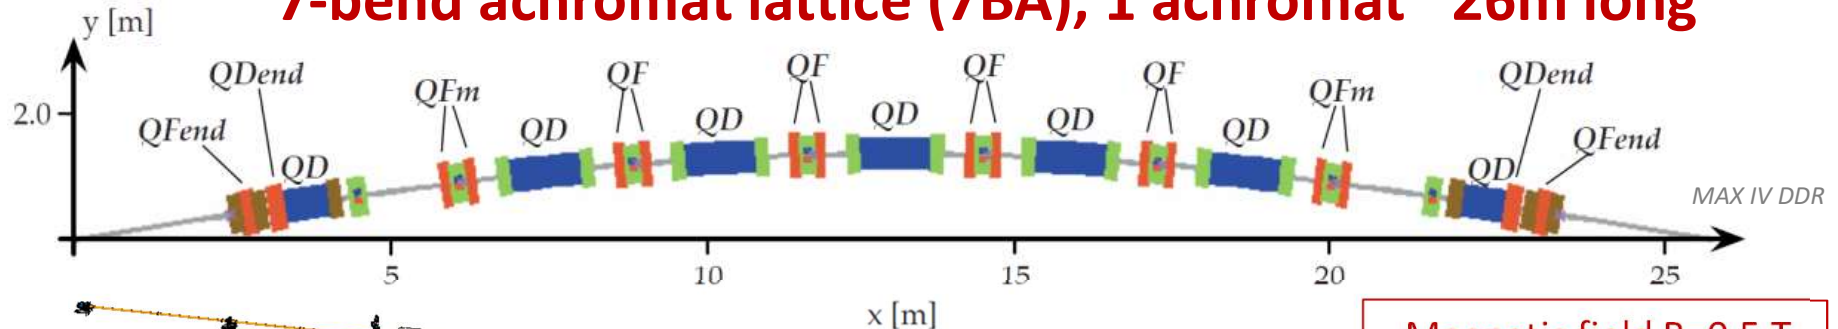 7-bend achromat lattice (7BA), 1 achromat ~26m long
y [m]
QDend QFm QF QF QF QF QFm QDend
2.0
QFend QD QD QD QD QD QD QD QFend
MAX IV DDR
5 10 15 20 25
x [m]